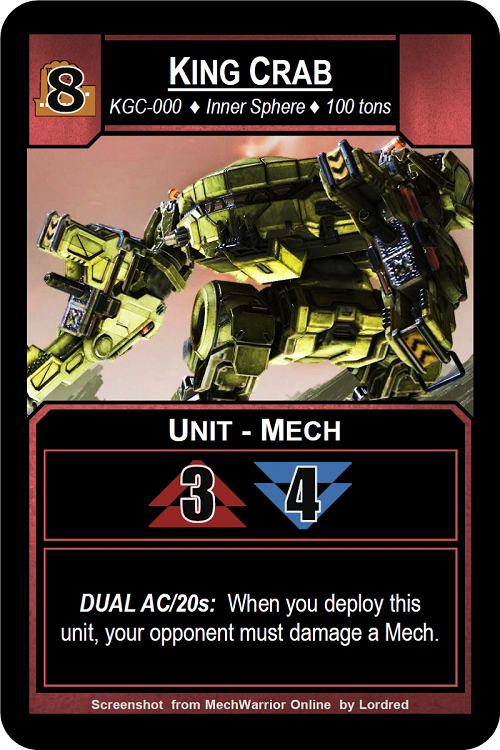 8
KING CRAB
KGC-000 ♦ Inner Sphere ♦ 100 tons
UNIT - MECH
3 4
DUAL AC/20s: When you deploy this
unit, your opponent must damage a Mech.
Screenshot from MechWarrior Online by Lordred